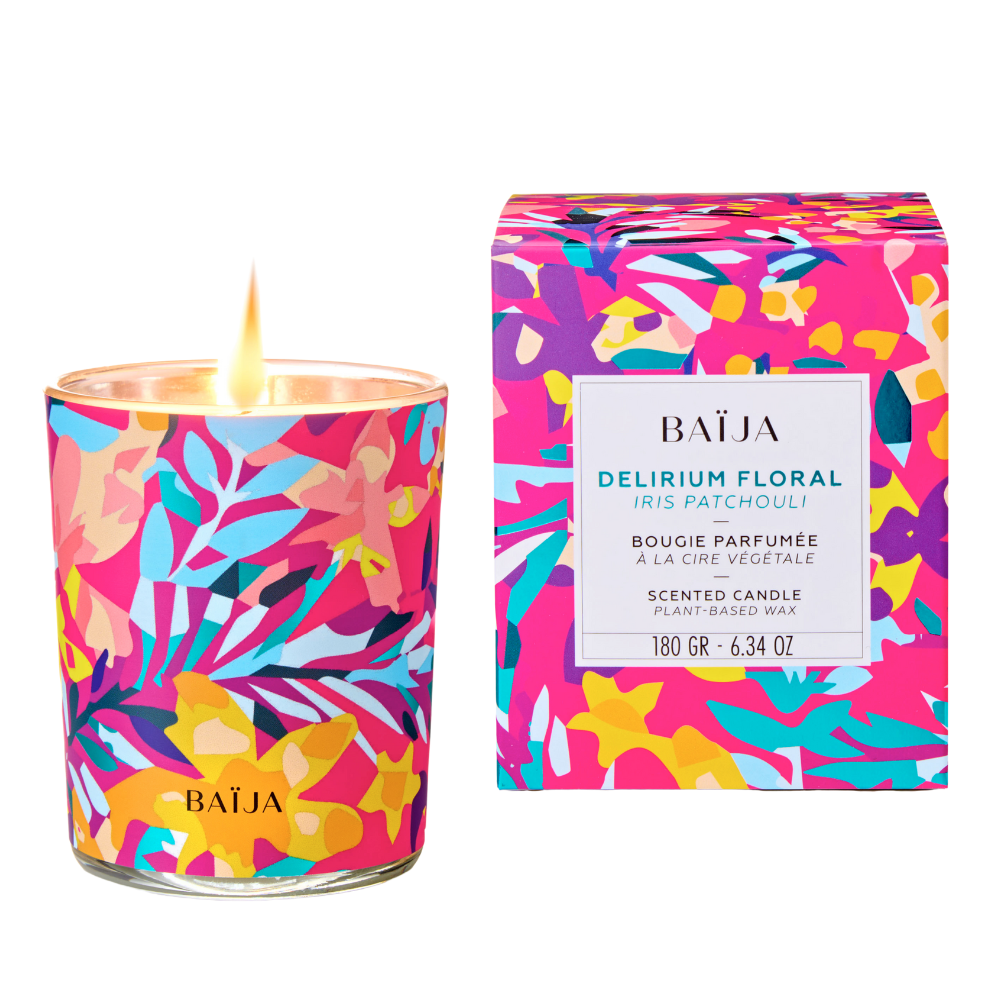 BAÏJA
BAÏJA
DELIRIUM FLORAL
IRIS PATCHOULI
BOUGIE PARFUMÉE
À LA CIRE VÉGÉTALE
SCENTED CANDLE
PLANT-BASED WAX
180 GR - 6.34 OZ